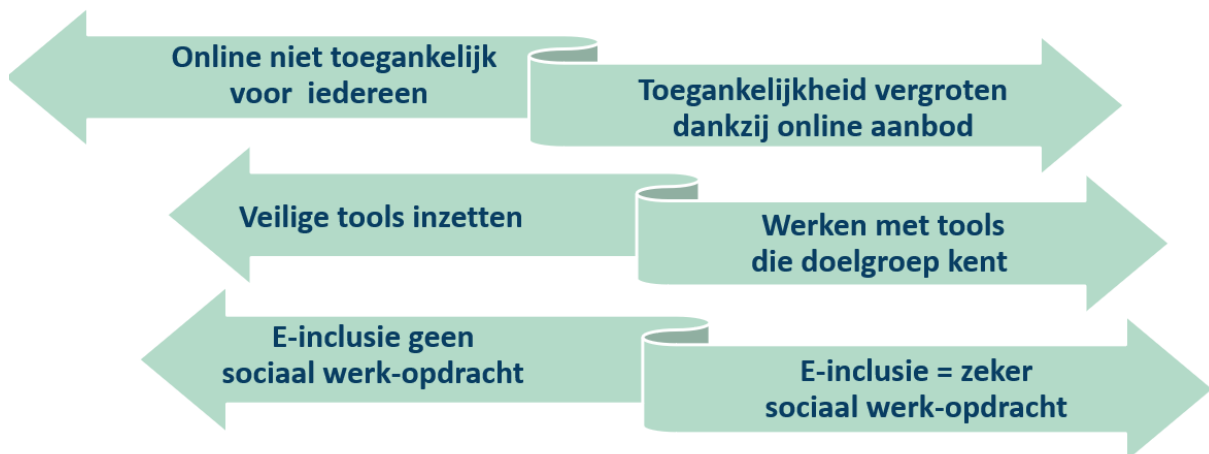 Online niet toegankelijk
voor iedereen
Toegankelijkheid vergroten
dankzij online aanbod
Veilige tools inzetten
Werken met tools
die doelgroep kent
E-inclusie geen
sociaal werk-opdracht
E-inclusie = zeker
sociaal werk-opdracht